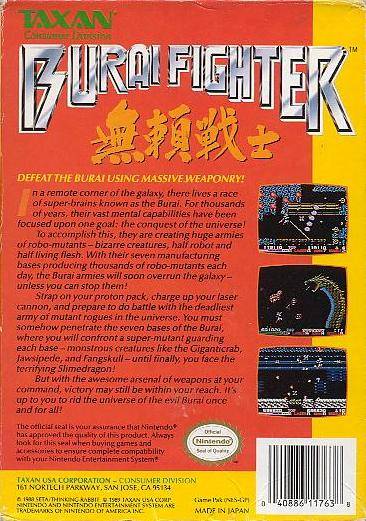 TAXAN
Consumer Division
BURAI FIGHTER™
無頼戦士
DEFEAT THE BURAI USING MASSIVE WEAPONRY!
In a remote corner of the galaxy, there lives a race
of super-brains known as the Burai. For thousands
of years, their vast mental capabilities have been
focused upon one goal: the conquest of the universe!
To accomplish this, they are creating huge armies
of robo-mutants – bizarre creatures, half robot and
half living flesh. With their seven manufacturing
bases producing thousands of robo-mutants each
day, the Burai armies will soon overrun the galaxy –
unless you can stop them!
Strap on your proton pack, charge up your laser
cannon, and prepare to do battle with the deadliest
army of mutant rogues in the universe. You must
somehow penetrate the seven bases of the Burai,
where you will confront a super-mutant guarding
each base – monstrous creatures like the Giganticrab,
Jawsipede, and Fangskull – until finally, you face the
terrifying Slimedragon!
But with the awesome arsenal of weapons at your
command, victory may still be within your reach. It's
up to you to rid the universe of the evil Burai once
and for all!
The official seal is your assurance that Nintendo®
has approved the quality of this product. Always
look for this seal when buying games and
accessories to ensure complete compatibility
with your Nintendo Entertainment System®
Official
Nintendo®
Seal of Quality
TAXAN USA CORPORATION – CONSUMER DIVISION
161 NORTECH PARKWAY, SAN JOSE, CA 95134
© 1988 SETA/THINKING RABBIT © 1989 TAXAN USA CORP.
NINTENDO AND NINTENDO ENTERTAINMENT SYSTEM ARE
TRADEMARKS OF NINTENDO OF AMERICA INC.
Game Pak (NES-GP)
MADE IN JAPAN
0 40886 11763 8